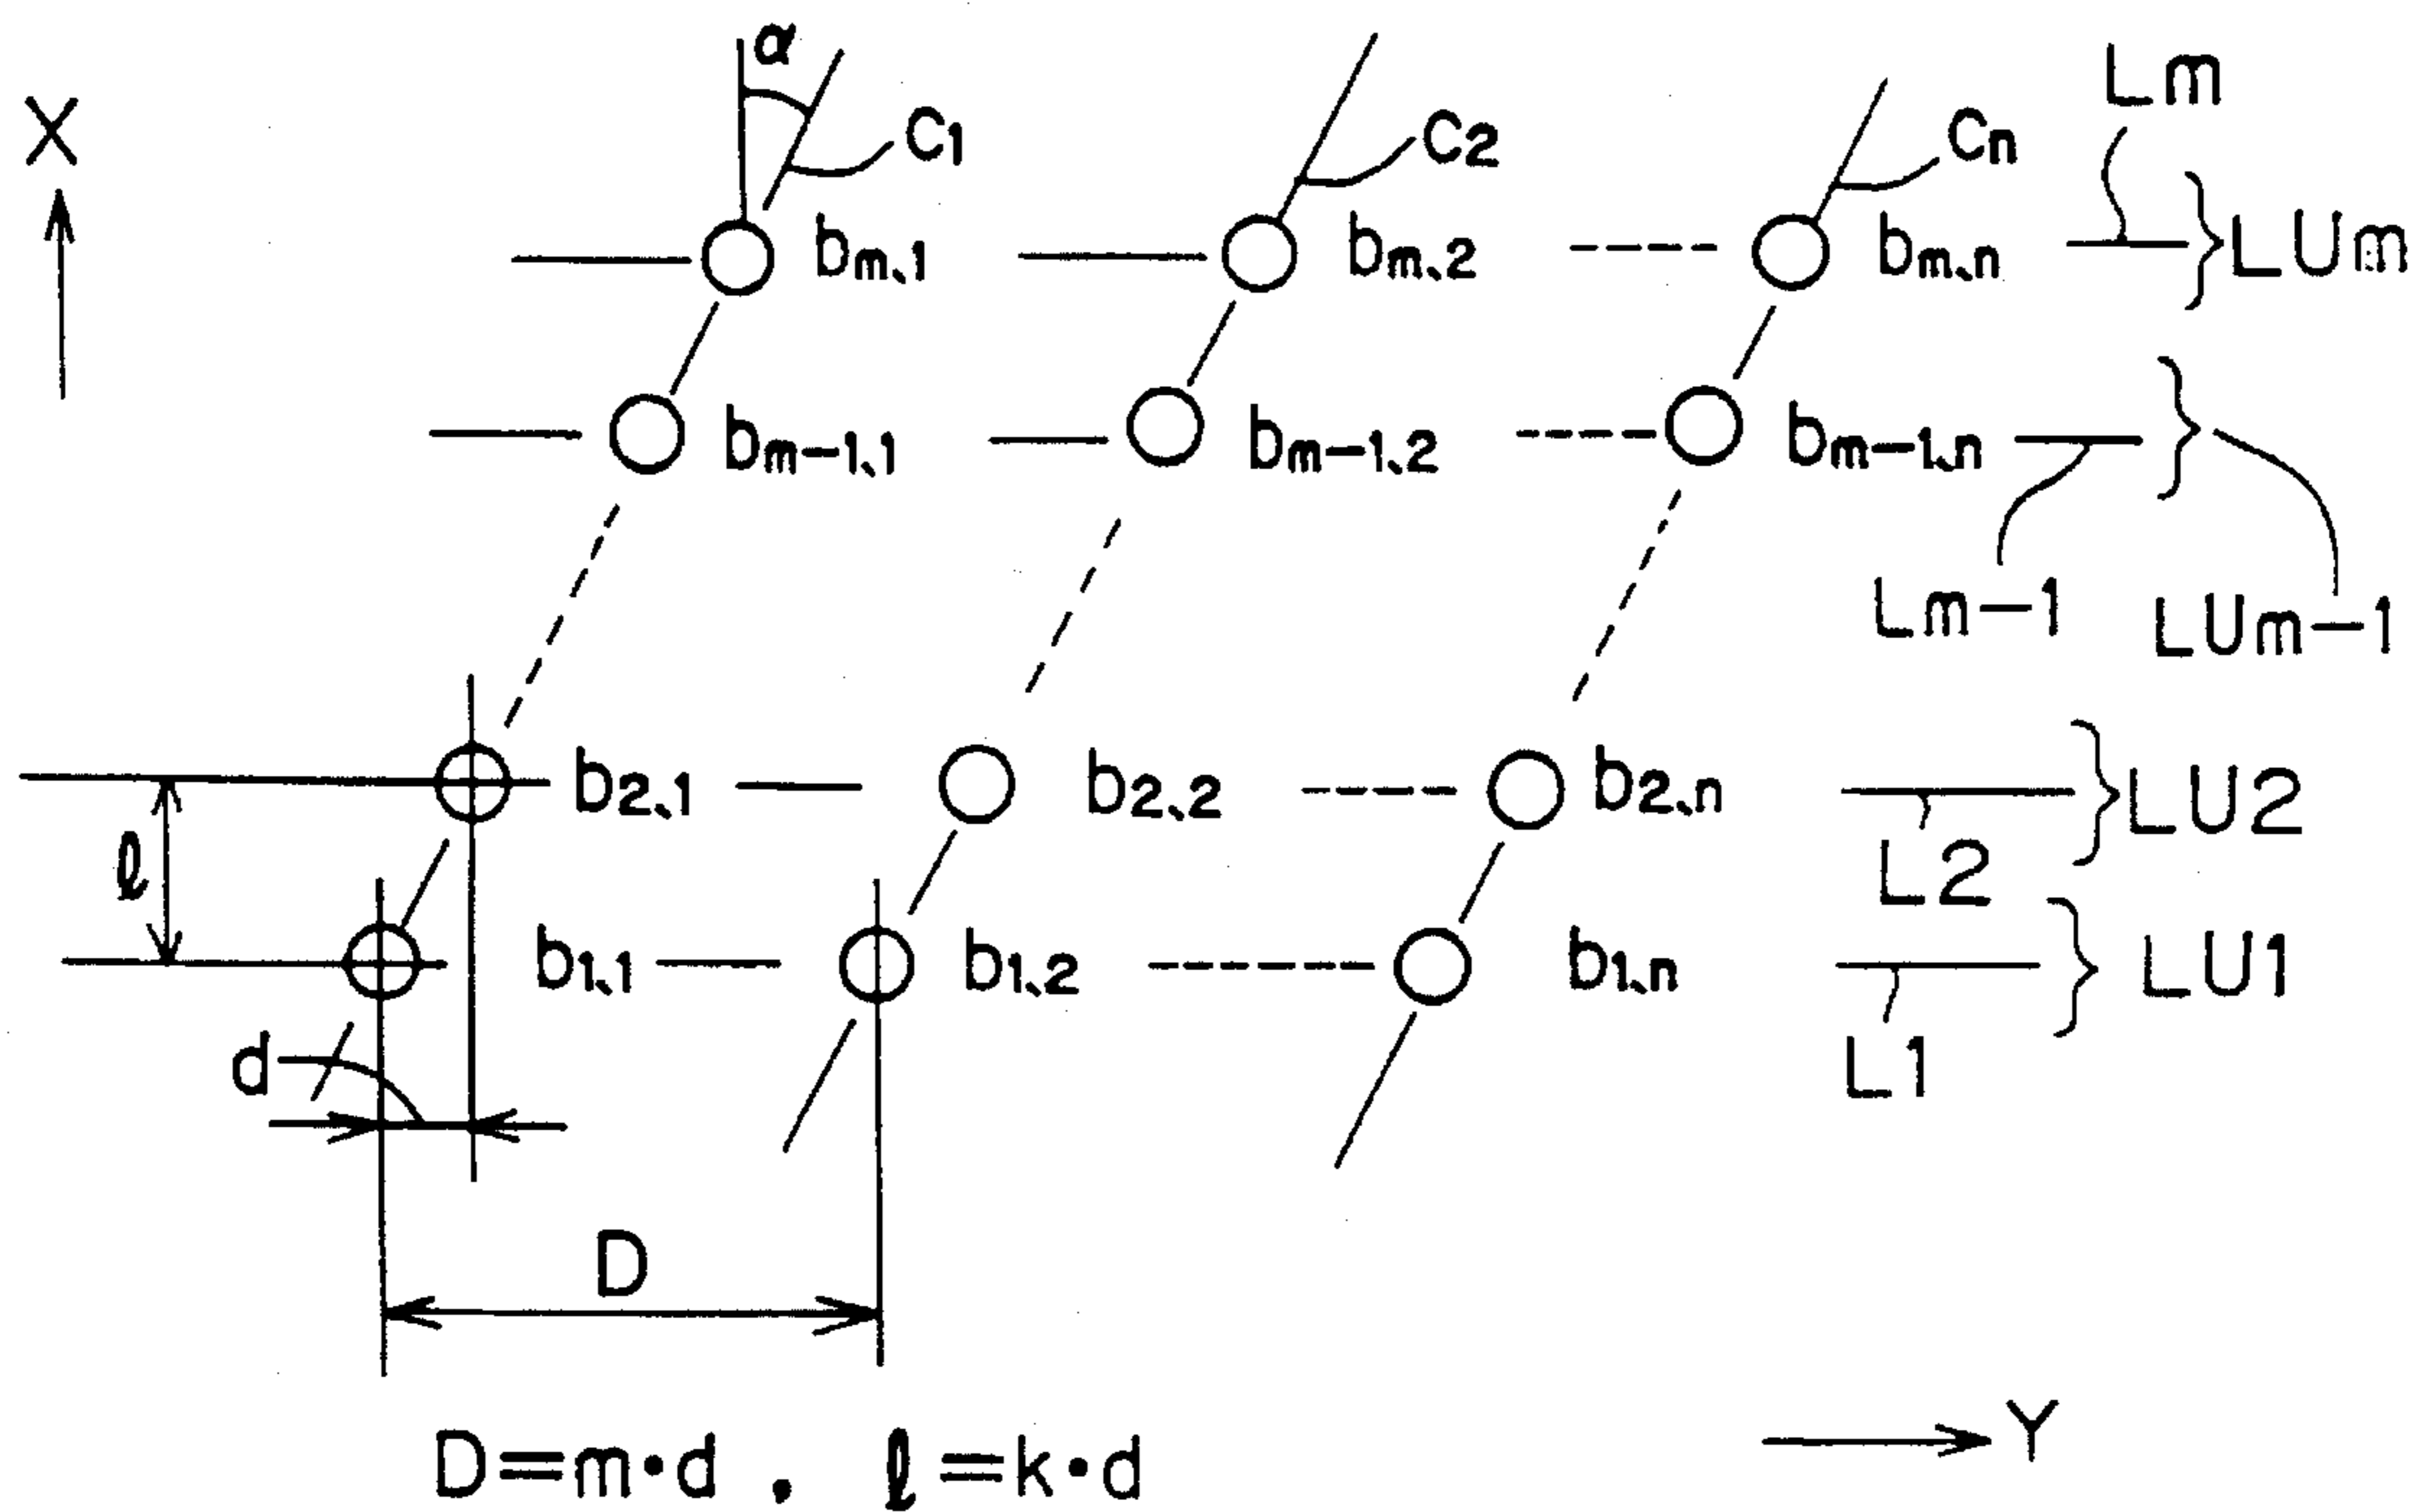 α
X C1 C2 Cn Lm
bm,1 bm,2 bm,n LUm
bm-1,1 bm-1,2 bm-1,n
Lm-1 LUm-1
b2,1 b2,2 b2,n LU2
ℓ L2
b1,1 b1,2 b1,n LU1
d L1
D
Y
D=m·d , ℓ=k·d